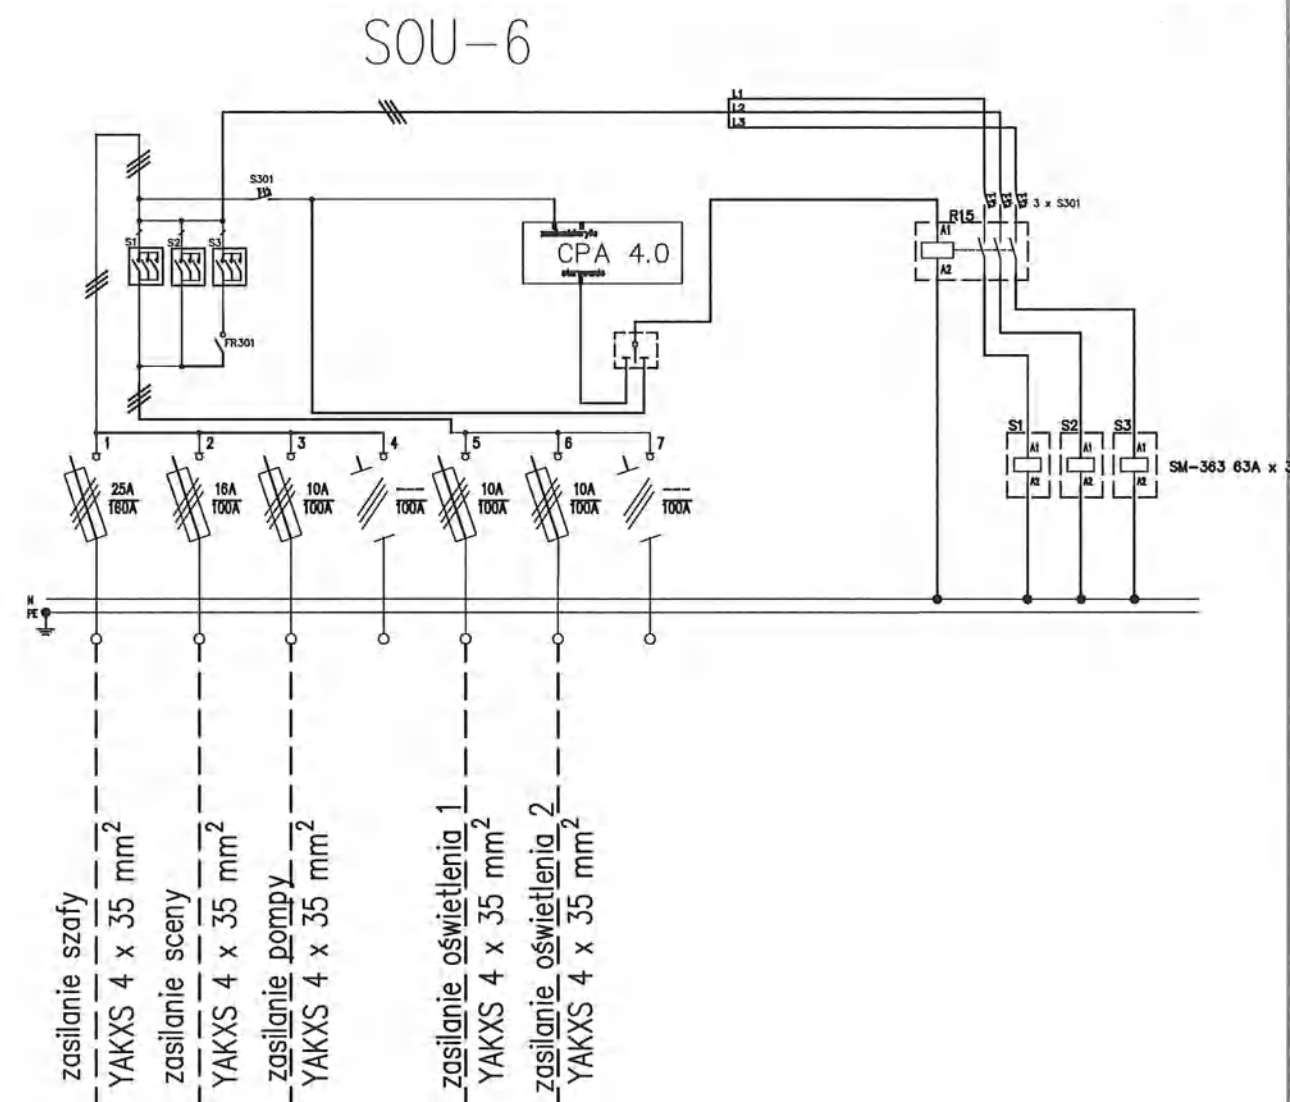 SOU-6
L1
L2
L3
S301
3 x S301
R15
A1
A2
S1
S2
S3
zasilanie
CPA 4.0
sterowanie
FR301
S1
S2
S3
A1
A1
A1
A2
A2
A2
SM-363 63A x 3
1
2
3
4
5
6
7
25A
160A
16A
100A
10A
100A
----
100A
10A
100A
10A
100A
----
100A
N
PE
zasilanie szafy
YAKXS 4 x 35 mm²
zasilanie sceny
YAKXS 4 x 35 mm²
zasilanie pompy
YAKXS 4 x 35 mm²
zasilanie oświetlenia 1
YAKXS 4 x 35 mm²
zasilanie oświetlenia 2
YAKXS 4 x 35 mm²